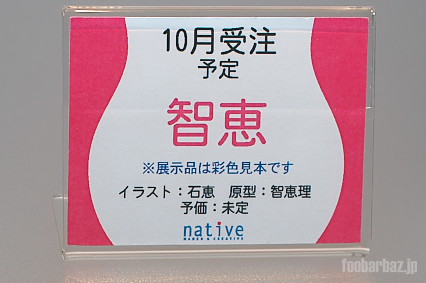 10月受注
予定
智恵
※展示品は彩色見本です
イラスト：石恵 原型：智恵理
予価：未定
native
foobarbaz.jp